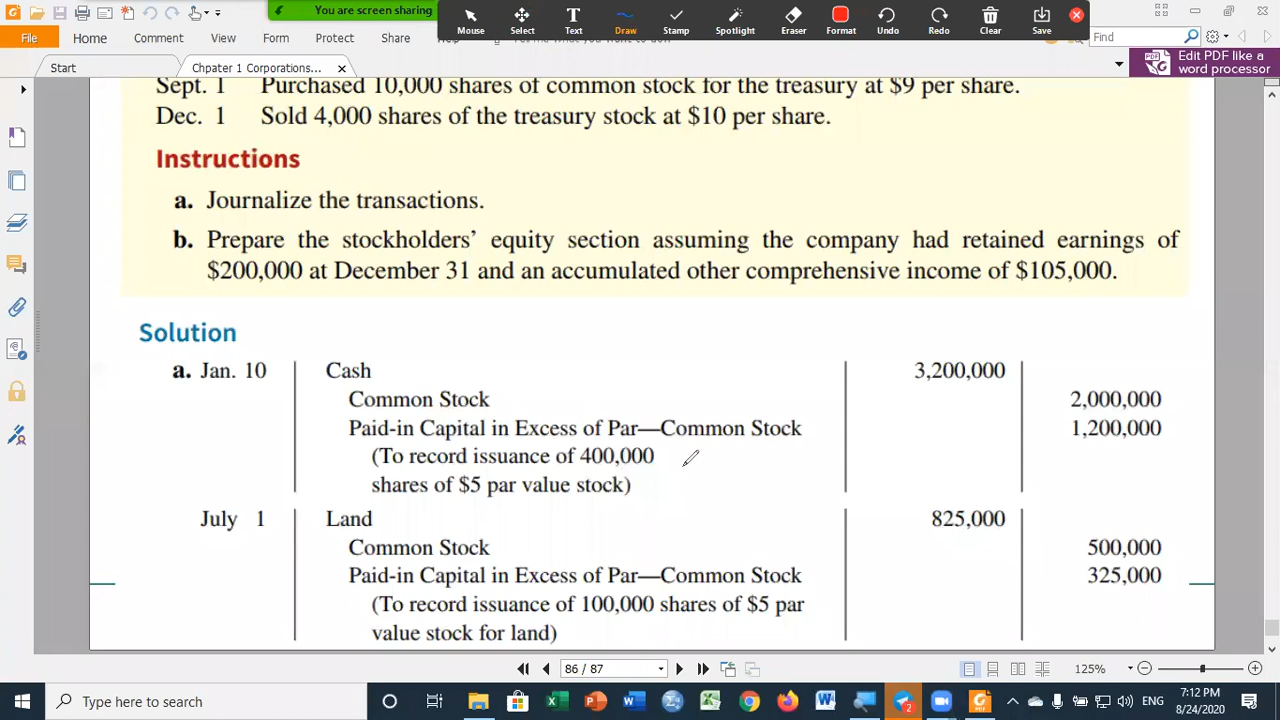 You are screen sharing
Mouse
Select
Text
Draw
Stamp
Spotlight
Eraser
Format
Undo
Redo
Clear
Save
File
Home
Comment
View
Form
Protect
Share
Help
Find
Start
Chpater 1 Corporations...
Edit PDF like a
word processor
Sept. 1 Purchased 10,000 shares of common stock for the treasury at $9 per share.
Dec. 1 Sold 4,000 shares of the treasury stock at $10 per share.
Instructions
a. Journalize the transactions.
b. Prepare the stockholders’ equity section assuming the company had retained earnings of
$200,000 at December 31 and an accumulated other comprehensive income of $105,000.
Solution
a. Jan. 10 Cash 3,200,000
Common Stock 2,000,000
Paid-in Capital in Excess of Par—Common Stock 1,200,000
(To record issuance of 400,000
shares of $5 par value stock)
July 1 Land 825,000
Common Stock 500,000
Paid-in Capital in Excess of Par—Common Stock 325,000
(To record issuance of 100,000 shares of $5 par
value stock for land)
86 / 87
125%
Type here to search
2
ENG
7:12 PM
8/24/2020